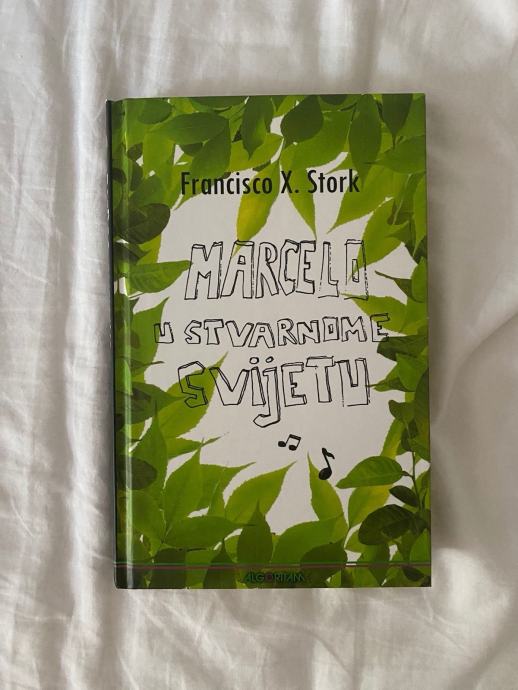 Francisco X. Stork
MARCELO
U STVARNOME
SVIJETU
ALGORITAM